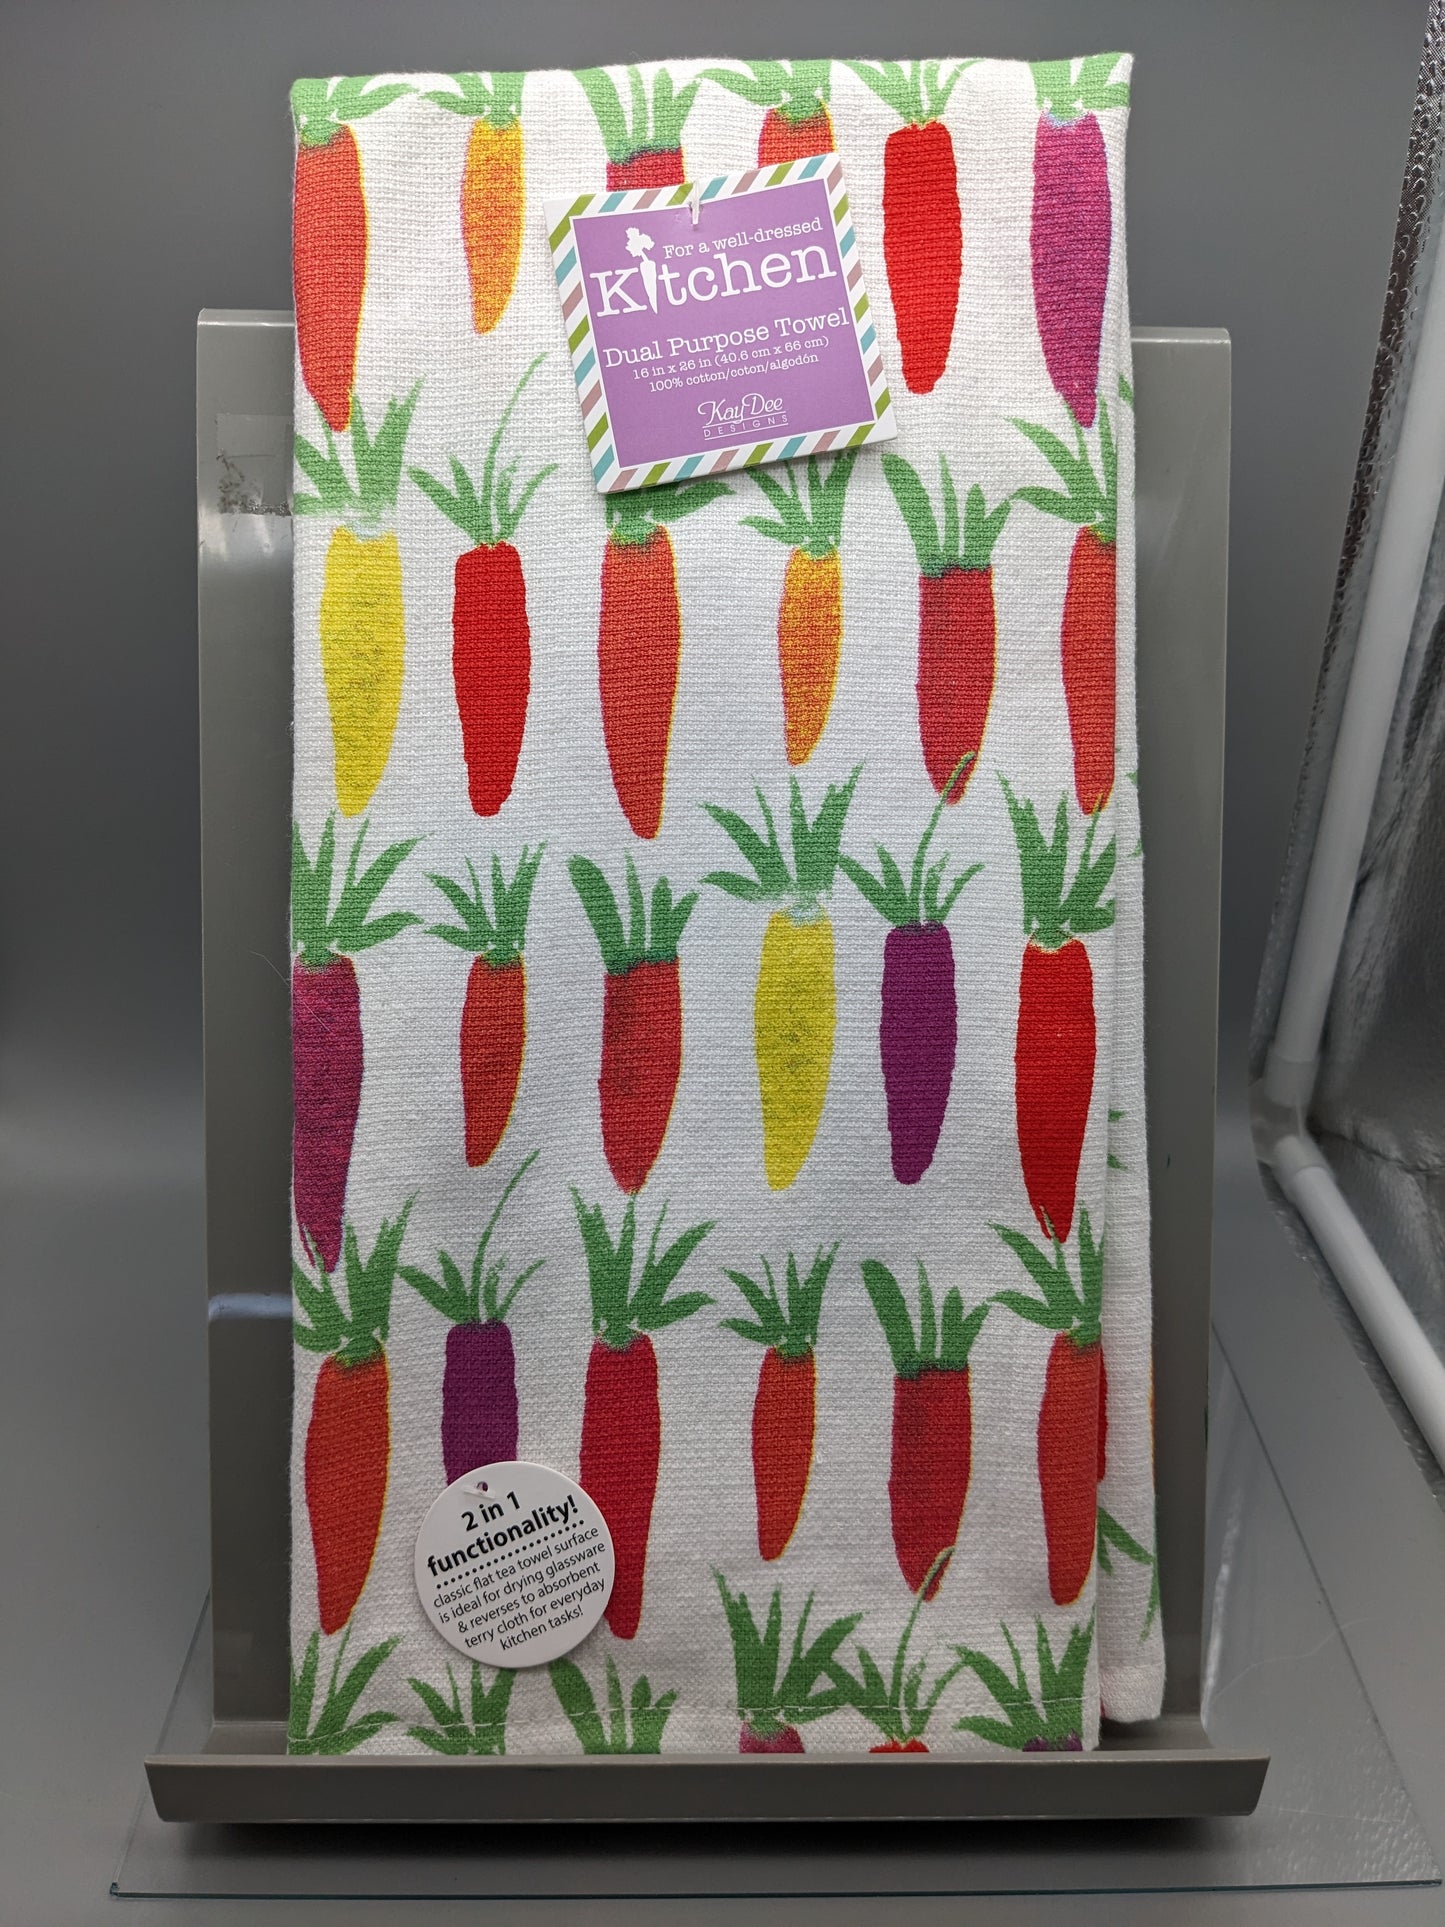 For a well-dressed
Kitchen
Dual Purpose Towel
16 in x 26 in (40.6 cm x 66 cm)
100% cotton/coton/algodón
KayDee
DESIGNS
2 in 1
functionality!
classic flat tea towel surface
is ideal for drying glassware
& reverses to absorbent
terry cloth for everyday
kitchen tasks!